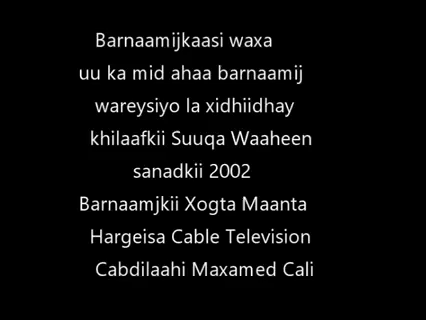 Barnaamijkaasi waxa
uu ka mid ahaa barnaamij
wareysiyo la xidhiidhay
khilaafkii Suuqa Waaheen
sanadkii 2002
Barnaamjkii Xogta Maanta
Hargeisa Cable Television
Cabdilaahi Maxamed Cali